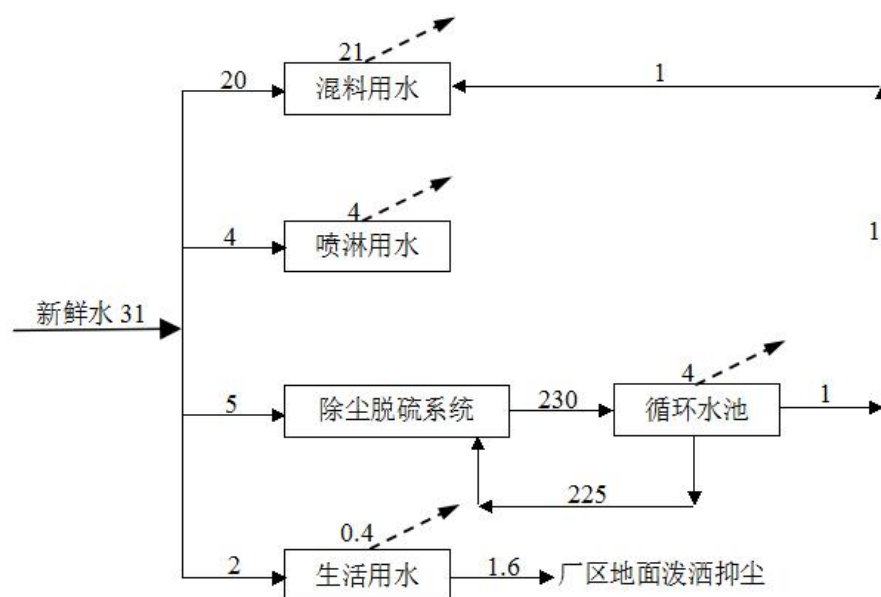 21
20
混料用水
1
4
4
喷淋用水
1
新鲜水 31
4
5
除尘脱硫系统
230
循环水池
1
225
0.4
2
生活用水
1.6
厂区地面泼洒抑尘